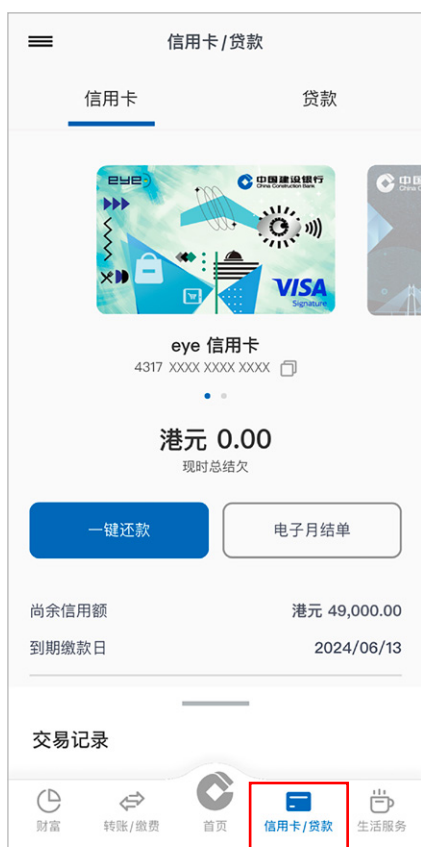 信用卡/贷款
信用卡 贷款
eye
中国建设银行
China Construction Bank
VISA
Signature
eye 信用卡
4317 XXXX XXXX XXXX
港元 0.00
现时总结欠
一键还款 电子月结单
尚余信用额 港元 49,000.00
到期缴款日 2024/06/13
交易记录
财富 转账/缴费 首页 信用卡/贷款 生活服务